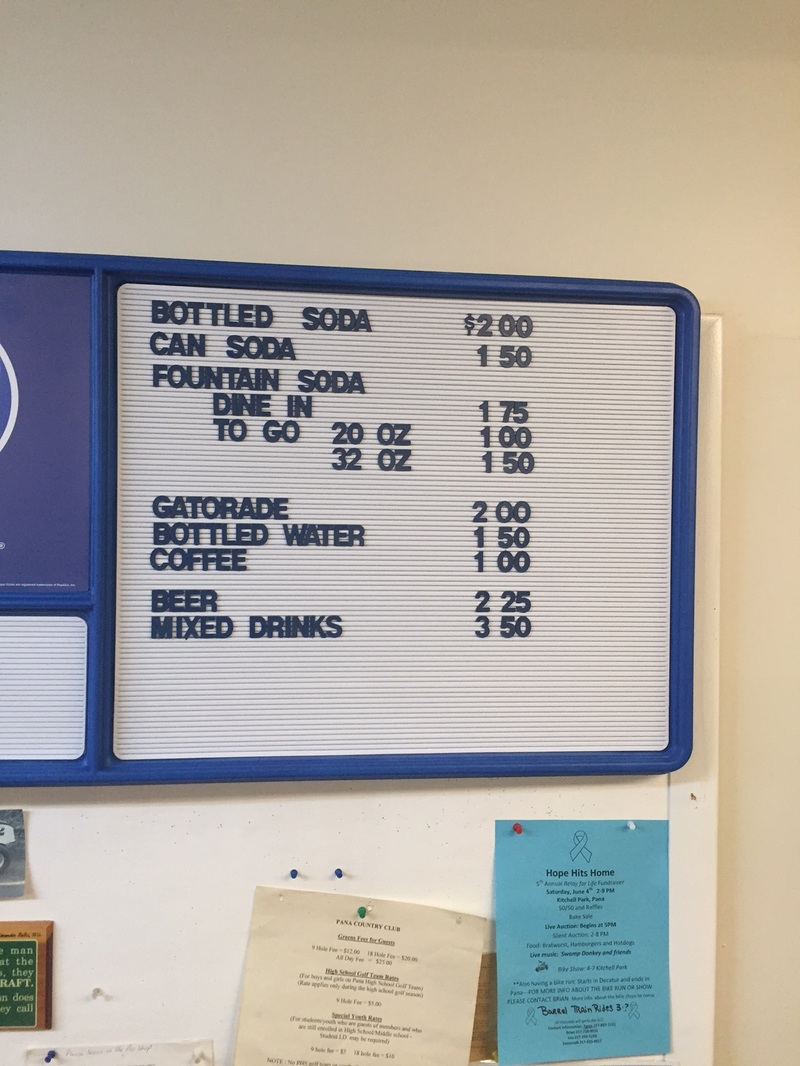 BOTTLED SODA $2 00
CAN SODA 1 50
FOUNTAIN SODA
DINE IN 1 75
TO GO 20 OZ 1 00
32 OZ 1 50
GATORADE 2 00
BOTTLED WATER 1 50
COFFEE 1 00
BEER 2 25
MIXED DRINKS 3 50
e man
at the
s, they
RAFT.
an does
ey call
PANA COUNTRY CLUB
Greens Fees for Guests
9 Hole Fee = $12.00 18 Hole Fee = $20.00
All Day Fee = $25.00
High School Golf Team Rates
(For boys and girls on Pana High School Golf Team)
(Rate applies only during the high school golf season)
9 Hole Fee = $5.00
Special Youth Rates
(For students/youth who are guests of members and who
are still enrolled in High School/Middle school -
Student I.D. may be required)
9 hole fee = $7 18 hole fee = $10
Hope Hits Home
5th Annual Relay for Life Fundraiser
Saturday, June 4th 2-9 PM
Kitchell Park, Pana
50/50 and Raffles
Bake Sale
Live Auction: Begins at 5PM
Silent Auction: 2-8 PM
Food: Bratwurst, Hamburgers and Hotdogs
Live music: Swamp Donkey and friends
Bike Show: 4-7 Kitchell Park
**Also having a bike run: Starts in Decatur and ends in
Pana---FOR MORE INFO ABOUT THE BIKE RUN OR SHOW
PLEASE CONTACT BRIAN
Barrel Train Rides 3-?